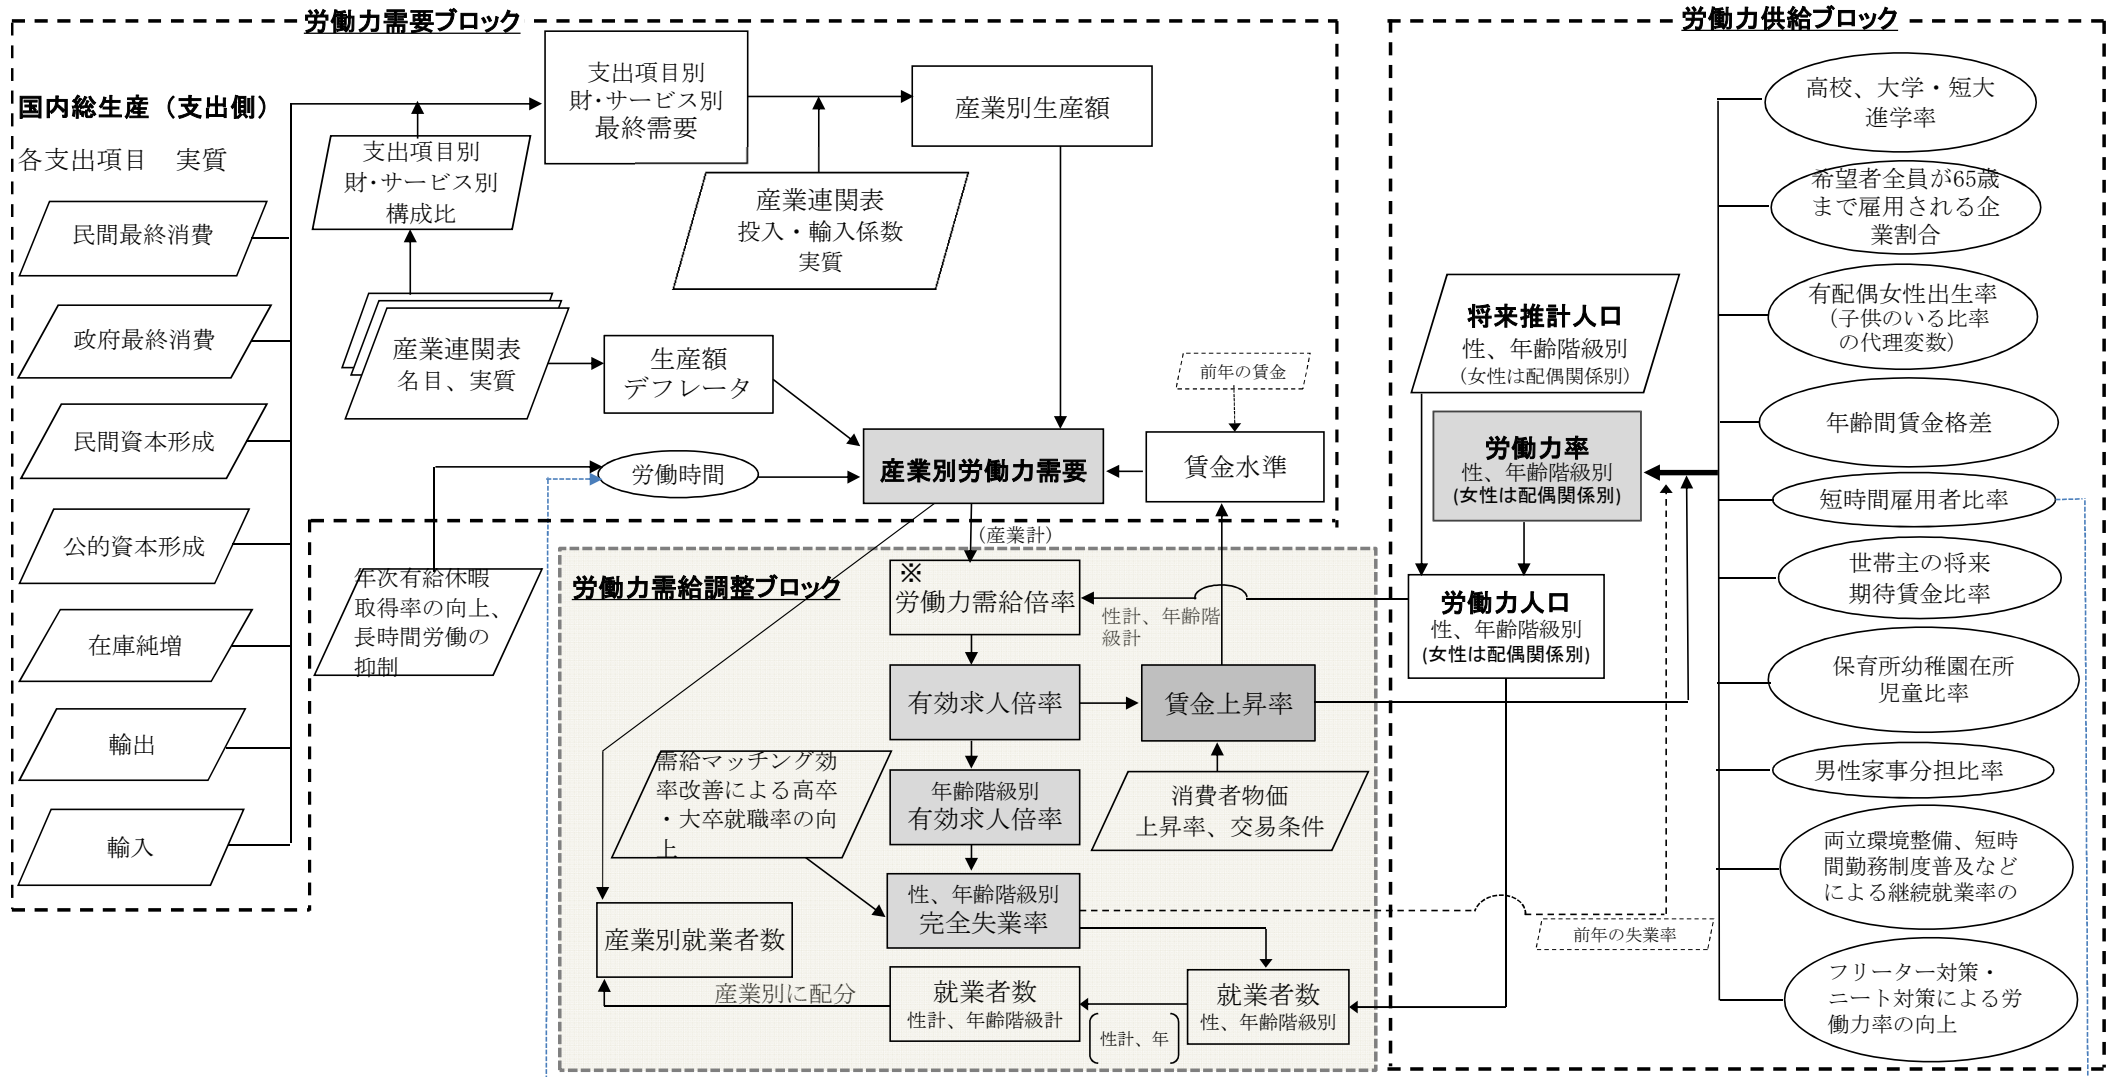 労働力需要ブロック
国内総生産（支出側）
各支出項目　実質
民間最終消費
政府最終消費
民間資本形成
公的資本形成
在庫純増
輸出
輸入
支出項目別
財・サービス別
構成比
支出項目別
財・サービス別
最終需要
産業連関表
投入・輸入係数
実質
産業別生産額
産業連関表
名目、実質
生産額
デフレータ
労働時間
産業別労働力需要
前年の賃金
賃金水準
年次有給休暇
取得率の向上、
長時間労働の
抑制
（産業計）
労働力需給調整ブロック
※
労働力需給倍率
性計、年齢階
級計
有効求人倍率
賃金上昇率
需給マッチング効
率改善による高卒
・大卒就職率の向
上
年齢階級別
有効求人倍率
消費者物価
上昇率、交易条件
性、年齢階級別
完全失業率
産業別就業者数
産業別に配分
就業者数
性計、年齢階級計
性計、年
就業者数
性、年齢階級別
労働力供給ブロック
将来推計人口
性、年齢階級別
（女性は配偶関係別）
労働力率
性、年齢階級別
(女性は配偶関係別)
労働力人口
性、年齢階級別
(女性は配偶関係別)
前年の失業率
高校、大学・短大
進学率
希望者全員が65歳
まで雇用される企
業割合
有配偶女性出生率
（子供のいる比率
の代理変数）
年齢間賃金格差
短時間雇用者比率
世帯主の将来
期待賃金比率
保育所幼稚園在所
児童比率
男性家事分担比率
両立環境整備、短時
間勤務制度普及など
による継続就業率の
フリーター対策・
ニート対策による労
働力率の向上